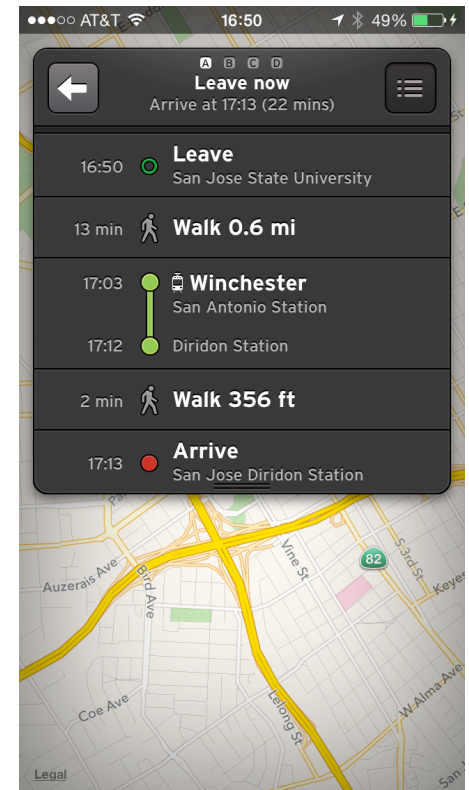 AT&T 16:50 49%
A B C D
Leave now
Arrive at 17:13 (22 mins)
16:50 Leave
San Jose State University
13 min Walk 0.6 mi
17:03 Winchester
San Antonio Station
17:12 Diridon Station
2 min Walk 356 ft
17:13 Arrive
San Jose Diridon Station
Auzerais Ave
Bird Ave
Vine St
82
S 3rd St
Keyes
Coe Ave
Lelong St
W Alma Ave
Legal
San